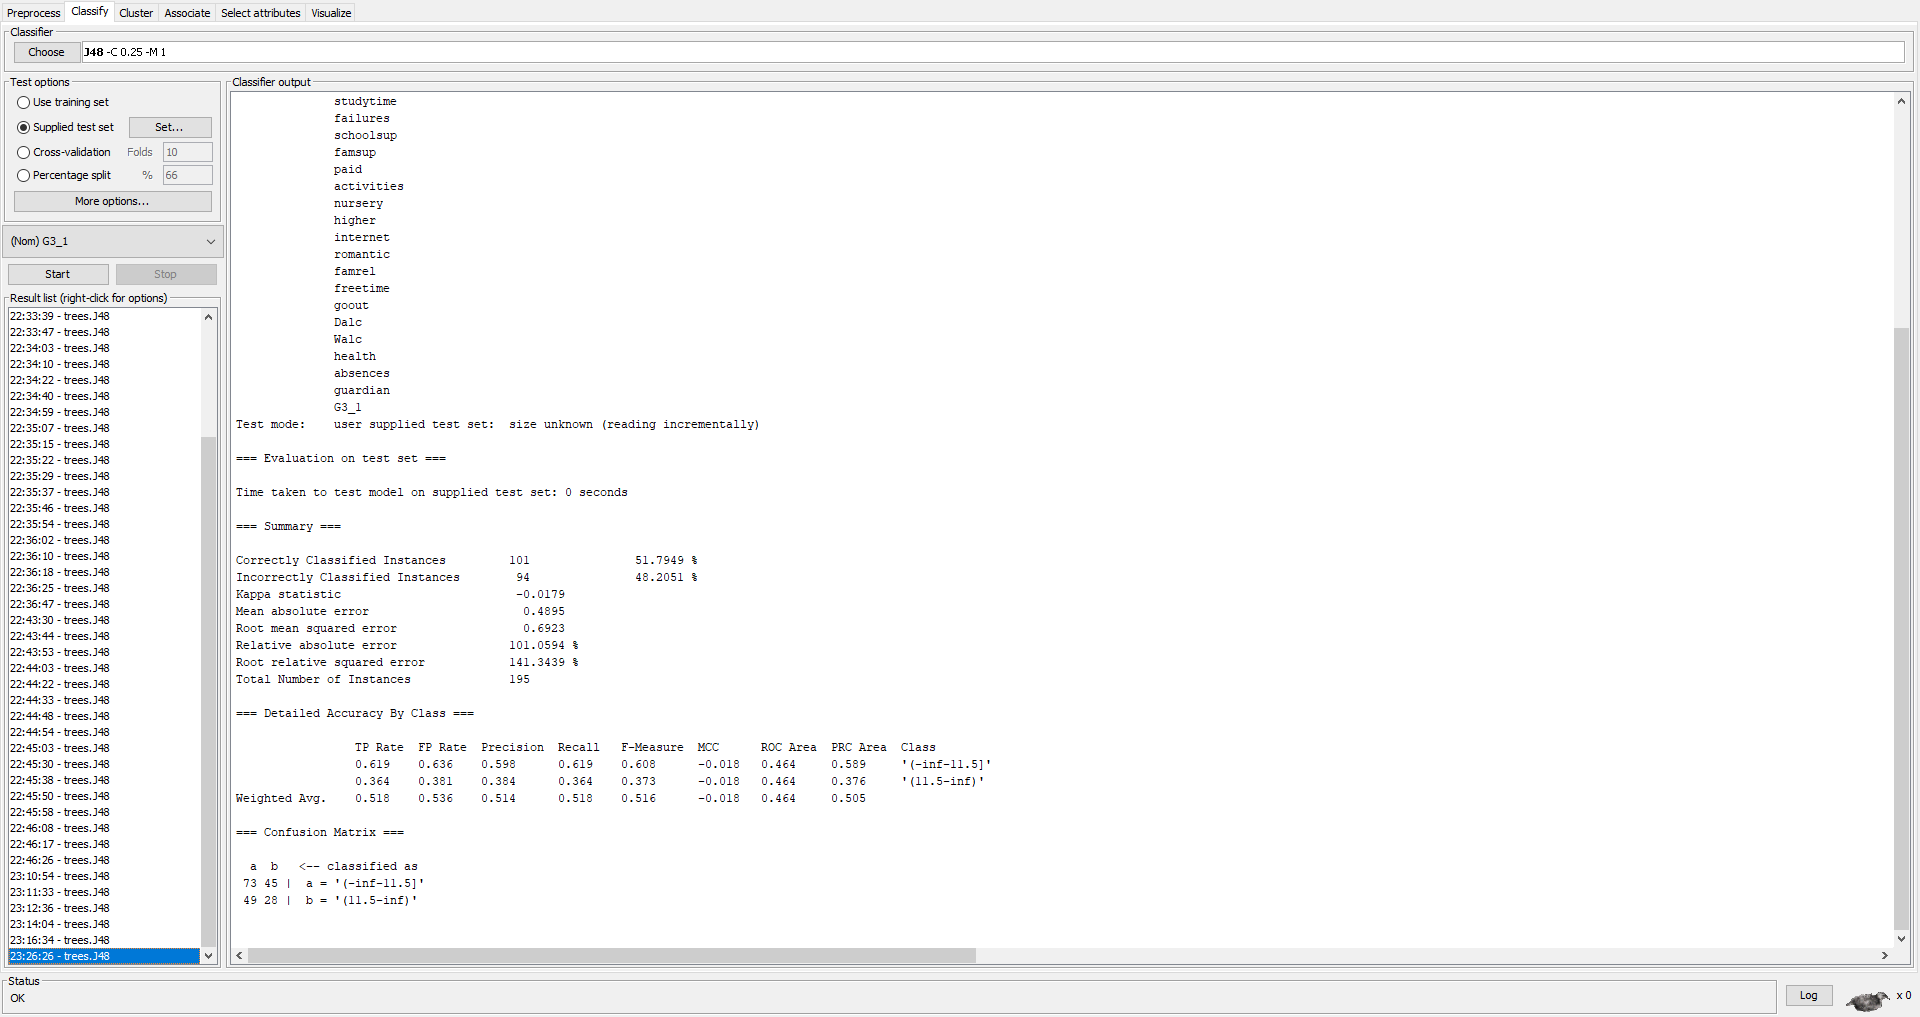 Preprocess Classify Cluster Associate Select attributes Visualize
Classifier
Choose J48 -C 0.25 -M 1
Test options
Use training set
Supplied test set Set...
Cross-validation Folds 10
Percentage split % 66
More options...
(Nom) G3_1
Start Stop
Result list (right-click for options)
22:33:39 - trees.J48
22:33:47 - trees.J48
22:34:03 - trees.J48
22:34:10 - trees.J48
22:34:22 - trees.J48
22:34:40 - trees.J48
22:34:59 - trees.J48
22:35:07 - trees.J48
22:35:15 - trees.J48
22:35:22 - trees.J48
22:35:29 - trees.J48
22:35:37 - trees.J48
22:35:46 - trees.J48
22:35:54 - trees.J48
22:36:02 - trees.J48
22:36:10 - trees.J48
22:36:18 - trees.J48
22:36:25 - trees.J48
22:36:47 - trees.J48
22:43:30 - trees.J48
22:43:44 - trees.J48
22:43:53 - trees.J48
22:44:03 - trees.J48
22:44:22 - trees.J48
22:44:33 - trees.J48
22:44:48 - trees.J48
22:44:54 - trees.J48
22:45:03 - trees.J48
22:45:30 - trees.J48
22:45:38 - trees.J48
22:45:50 - trees.J48
22:45:58 - trees.J48
22:46:08 - trees.J48
22:46:17 - trees.J48
22:46:26 - trees.J48
23:10:54 - trees.J48
23:11:33 - trees.J48
23:12:36 - trees.J48
23:14:04 - trees.J48
23:16:34 - trees.J48
23:26:26 - trees.J48
Classifier output
studytime
failures
schoolsup
famsup
paid
activities
nursery
higher
internet
romantic
famrel
freetime
goout
Dalc
Walc
health
absences
guardian
G3_1
Test mode: user supplied test set: size unknown (reading incrementally)
=== Evaluation on test set ===
Time taken to test model on supplied test set: 0 seconds
=== Summary ===
Correctly Classified Instances 101 51.7949 %
Incorrectly Classified Instances 94 48.2051 %
Kappa statistic -0.0179
Mean absolute error 0.4895
Root mean squared error 0.6923
Relative absolute error 101.0594 %
Root relative squared error 141.3439 %
Total Number of Instances 195
=== Detailed Accuracy By Class ===
TP Rate FP Rate Precision Recall F-Measure MCC ROC Area PRC Area Class
0.619 0.636 0.598 0.619 0.608 -0.018 0.464 0.589 '(-inf-11.5]'
0.364 0.381 0.384 0.364 0.373 -0.018 0.464 0.376 '(11.5-inf)'
Weighted Avg. 0.518 0.536 0.514 0.518 0.516 -0.018 0.464 0.505
=== Confusion Matrix ===
a b <-- classified as
73 45 | a = '(-inf-11.5]'
49 28 | b = '(11.5-inf)'
Status
OK
Log x 0